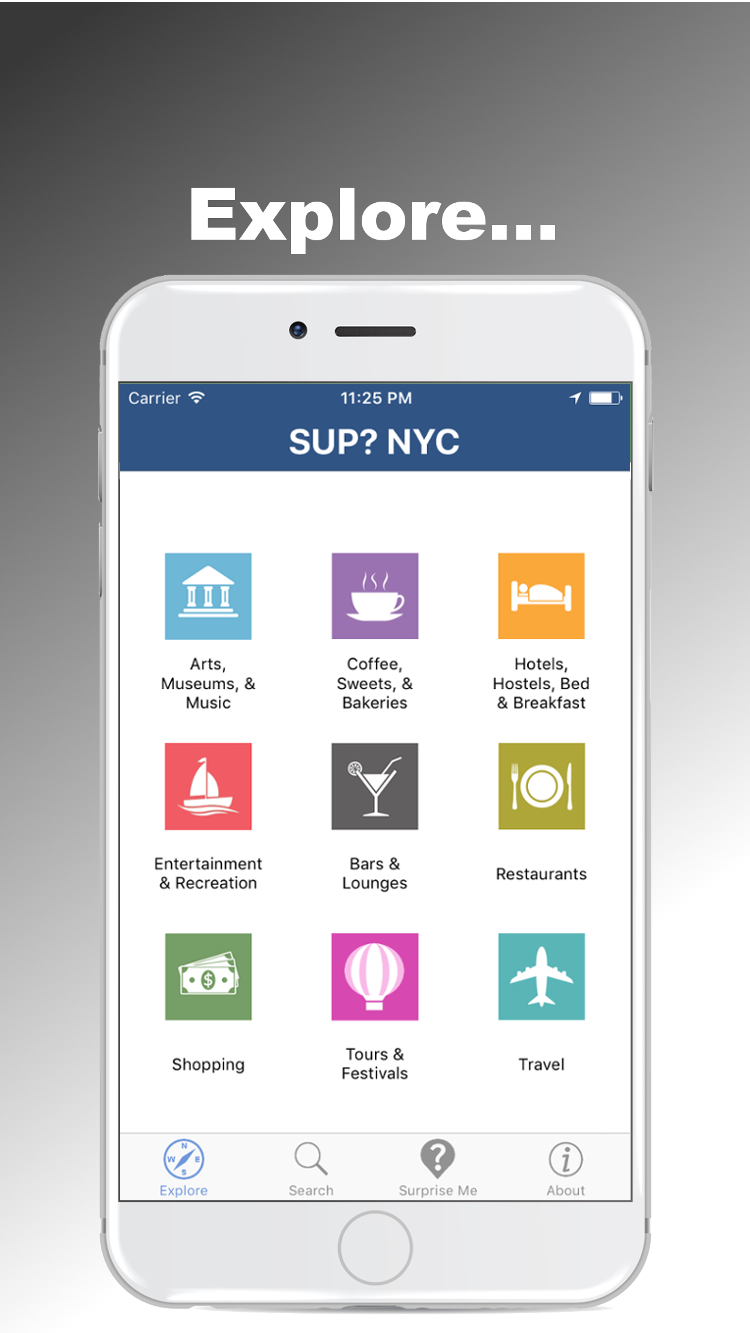 Explore...
Carrier 11:25 PM
SUP? NYC
Arts,
Museums, &
Music
Coffee,
Sweets, &
Bakeries
Hotels,
Hostels, Bed
& Breakfast
Entertainment
& Recreation
Bars &
Lounges
Restaurants
$
Shopping
Tours &
Festivals
Travel
N
W E
S
Explore
Search
?
Surprise Me
i
About